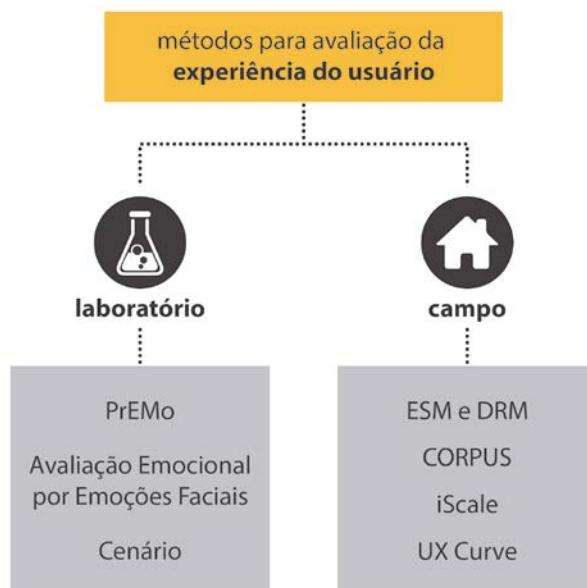 métodos para avaliação da
experiência do usuário
laboratório
campo
PrEMo
Avaliação Emocional
por Emoções Faciais
Cenário
ESM e DRM
CORPUS
iScale
UX Curve